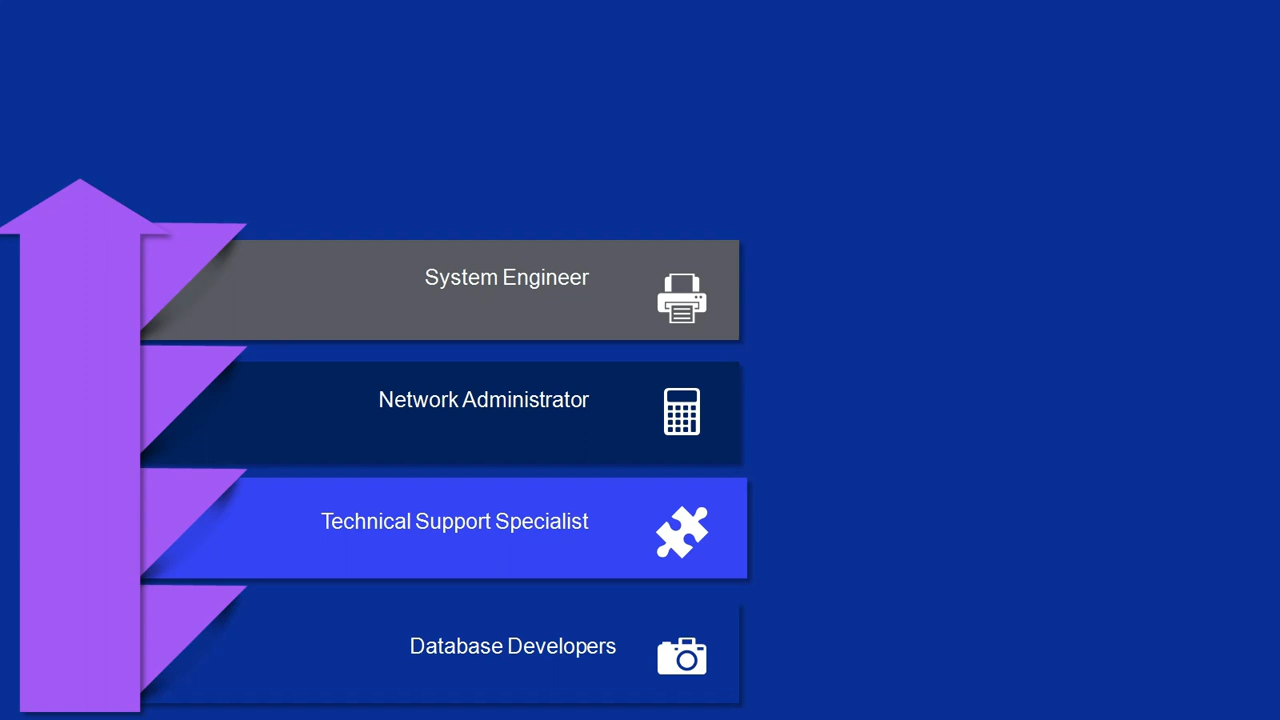 System Engineer
Network Administrator
Technical Support Specialist
Database Developers